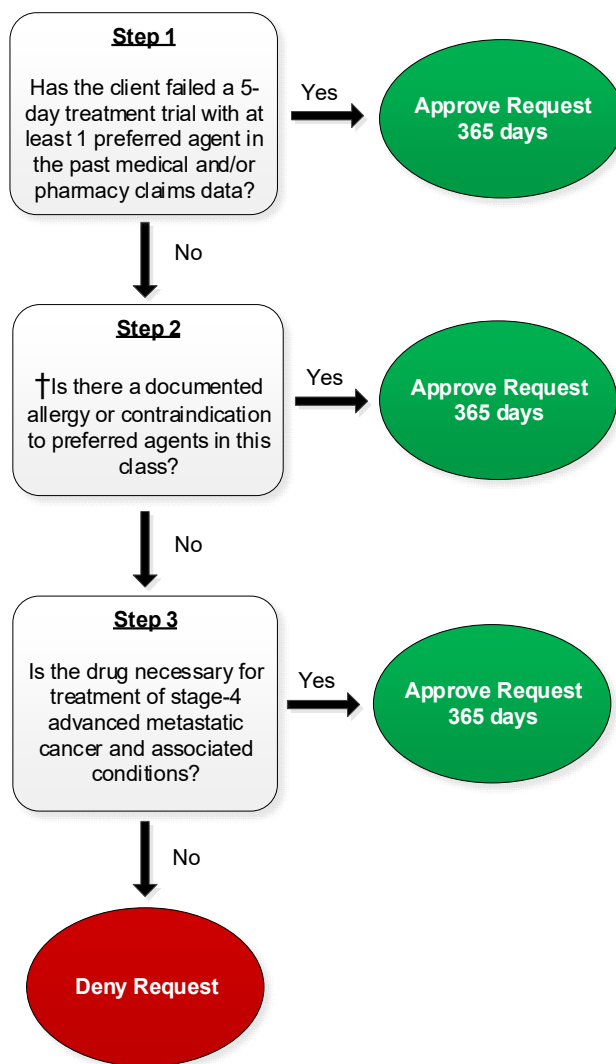 Step 1
Has the client failed a 5-
day treatment trial with at
least 1 preferred agent in
the past medical and/or
pharmacy claims data?
Yes
Approve Request
365 days
No
Step 2
†Is there a documented
allergy or contraindication
to preferred agents in this
class?
Yes
Approve Request
365 days
No
Step 3
Is the drug necessary for
treatment of stage-4
advanced metastatic
cancer and associated
conditions?
Yes
Approve Request
365 days
No
Deny Request